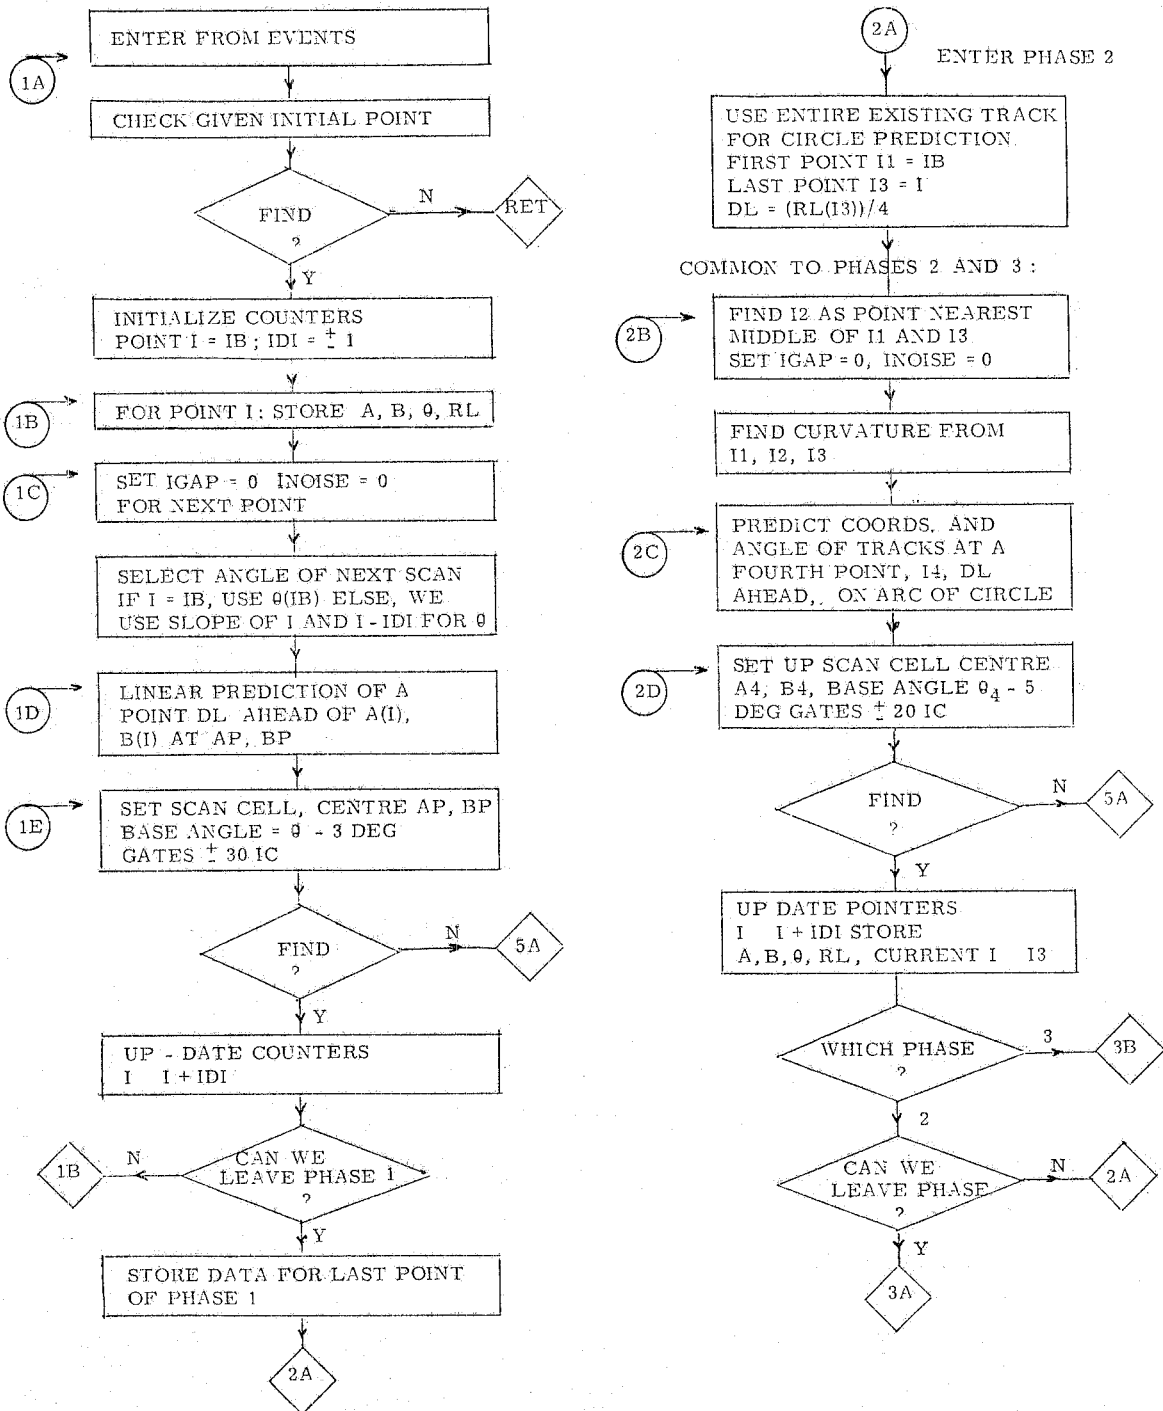 1A
ENTER FROM EVENTS
CHECK GIVEN INITIAL POINT
FIND
?
N
RET
Y
INITIALIZE COUNTERS
POINT I = IB ; IDI = ± 1
1B
FOR POINT I: STORE A, B, θ, RL
1C
SET IGAP = 0 INOISE = 0
FOR NEXT POINT
SELECT ANGLE OF NEXT SCAN
IF I = IB, USE θ(IB) ELSE, WE
USE SLOPE OF I AND I - IDI FOR θ
1D
LINEAR PREDICTION OF A
POINT DL AHEAD OF A(I),
B(I) AT AP, BP
1E
SET SCAN CELL, CENTRE AP, BP
BASE ANGLE = θ - 3 DEG
GATES ± 30 IC
FIND
?
N
5A
Y
UP - DATE COUNTERS
I I + IDI
CAN WE
LEAVE PHASE 1
?
N
1B
Y
STORE DATA FOR LAST POINT
OF PHASE 1
2A
2A
ENTER PHASE 2
USE ENTIRE EXISTING TRACK
FOR CIRCLE PREDICTION
FIRST POINT I1 = IB
LAST POINT I3 = I
DL = (RL(I3))/4
COMMON TO PHASES 2 AND 3 :
2B
FIND I2 AS POINT NEAREST
MIDDLE OF I1 AND I3
SET IGAP = 0, INOISE = 0
FIND CURVATURE FROM
I1, I2, I3
2C
PREDICT COORDS. AND
ANGLE OF TRACKS AT A
FOURTH POINT, I4, DL
AHEAD,. ON ARC OF CIRCLE
2D
SET UP SCAN CELL CENTRE
A4, B4, BASE ANGLE θ4 - 5
DEG GATES ± 20 IC
FIND
?
N
5A
Y
UP DATE POINTERS
I I + IDI STORE
A, B, θ, RL, CURRENT I I3
WHICH PHASE
?
3
3B
2
CAN WE
LEAVE PHASE
?
N
2A
Y
3A